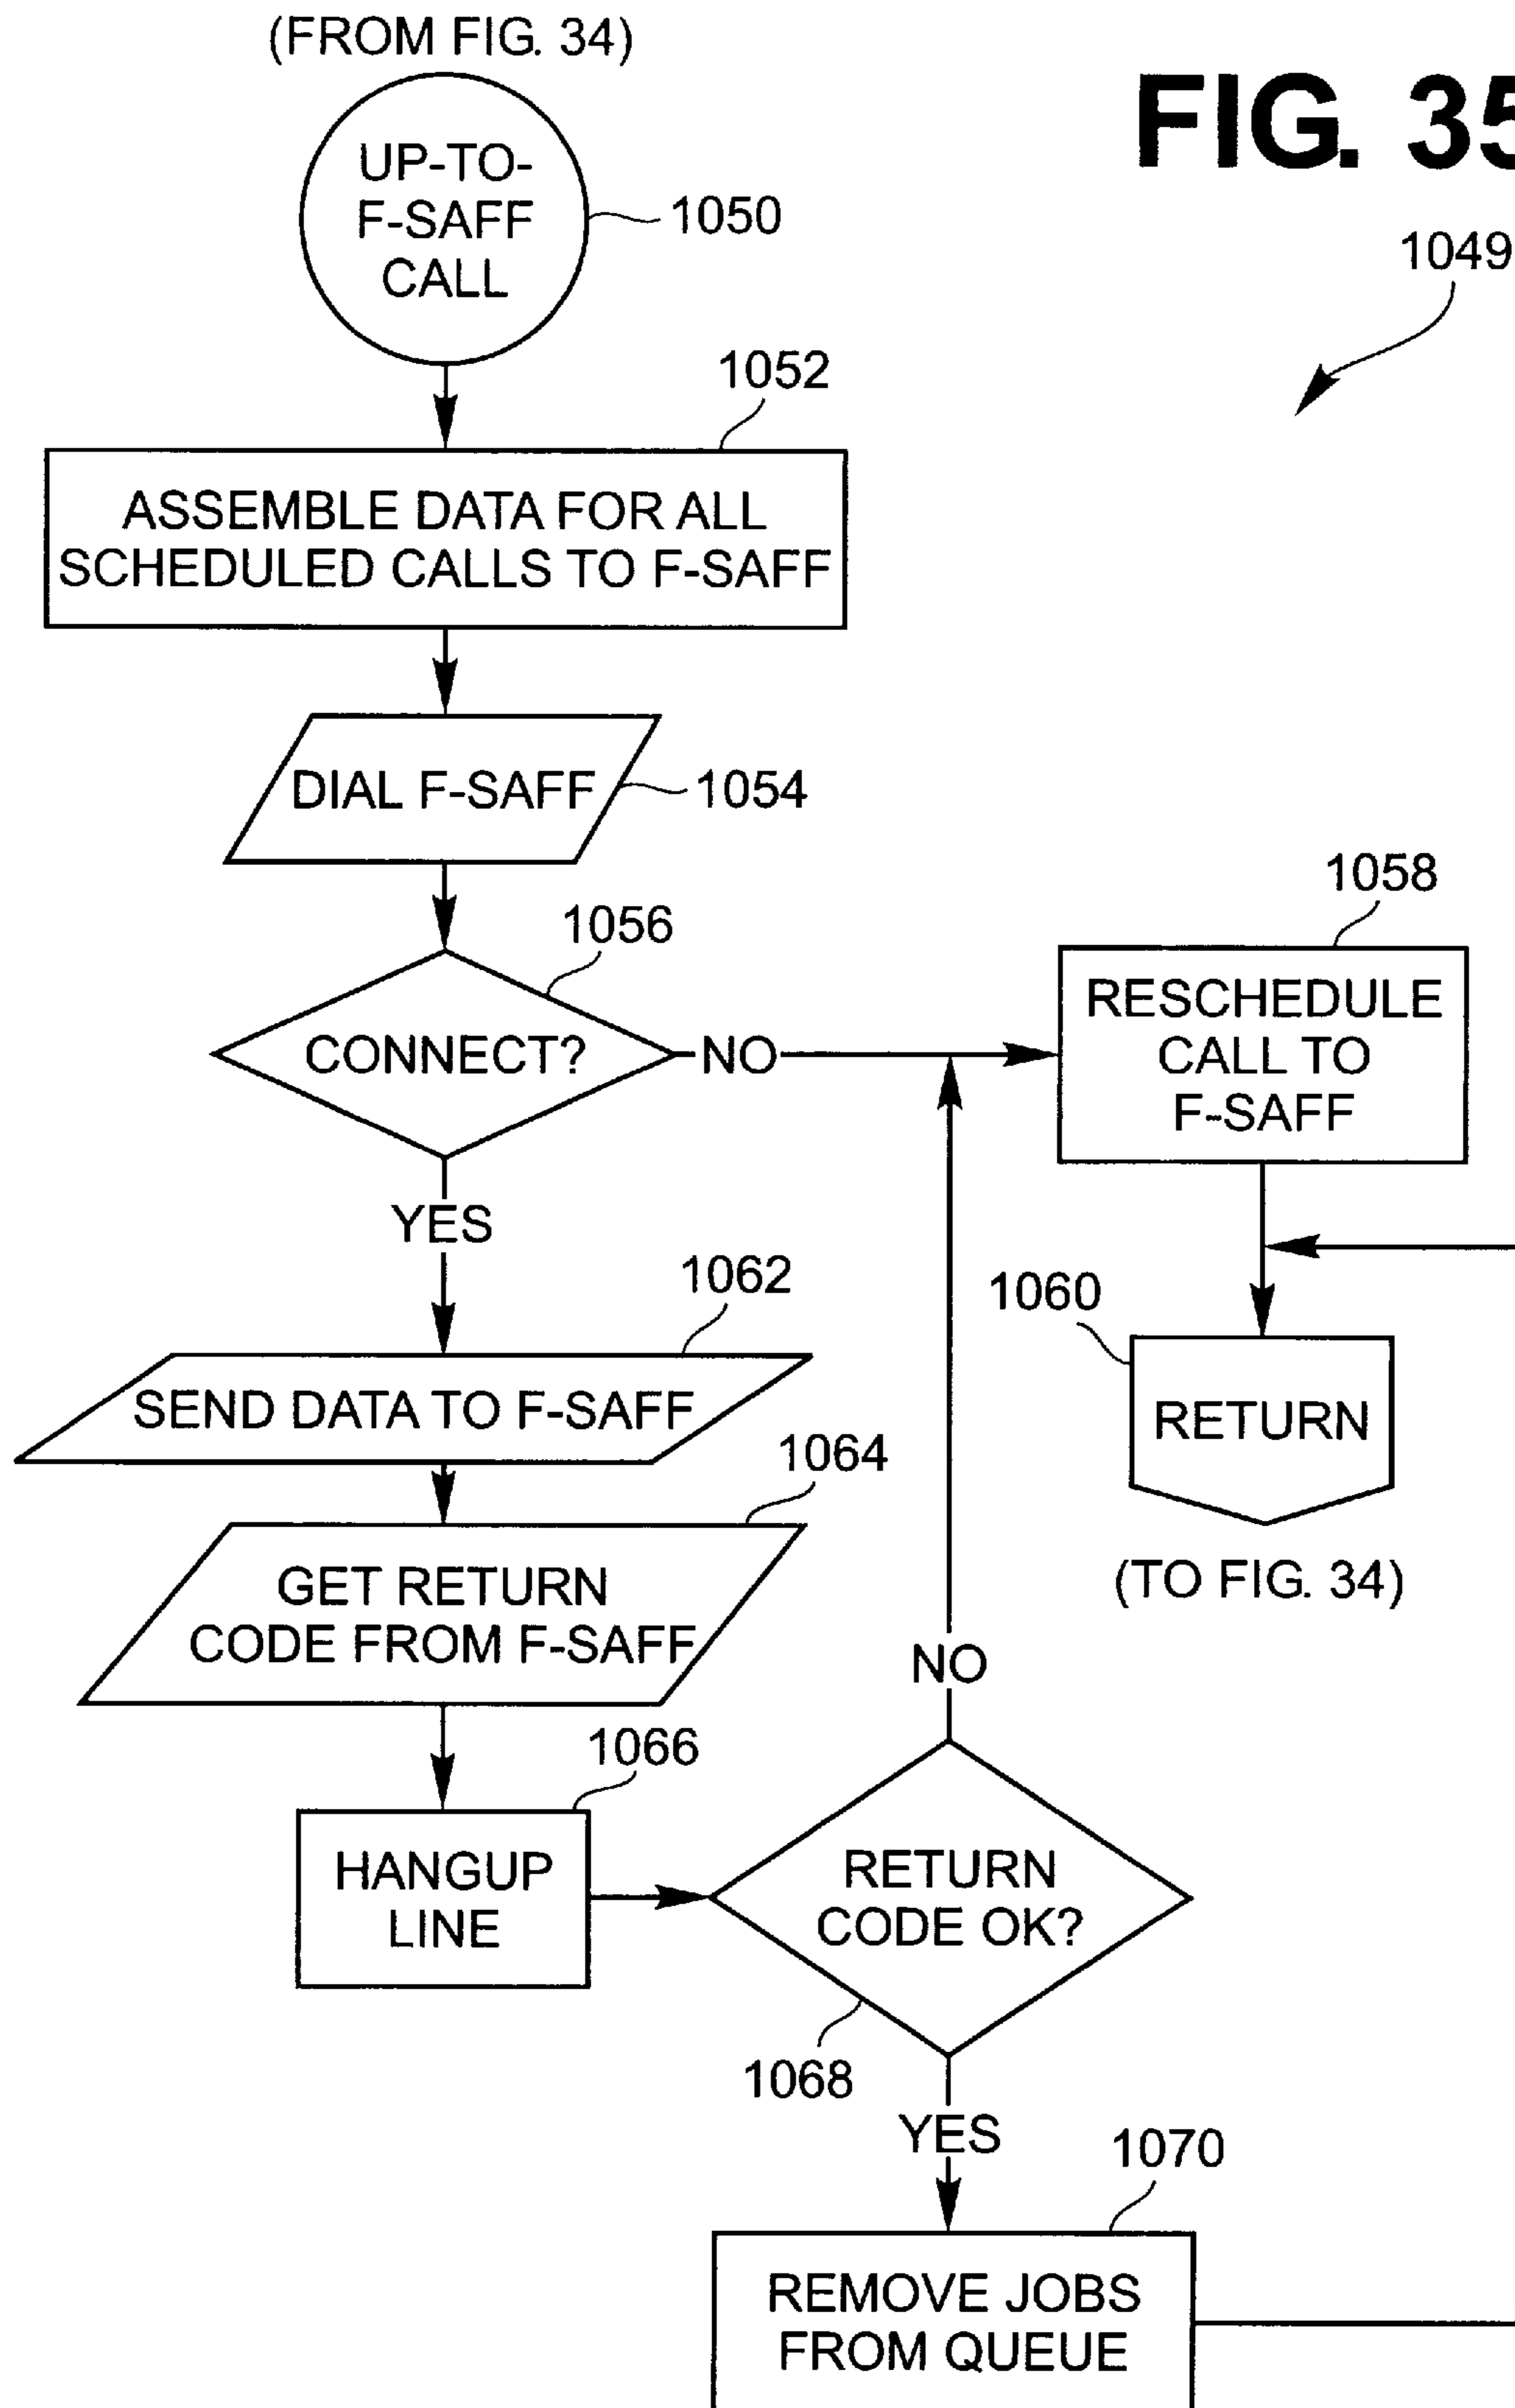 (FROM FIG. 34)
FIG. 35
UP-TO-
F-SAFF
CALL
1050
1049
1052
ASSEMBLE DATA FOR ALL
SCHEDULED CALLS TO F-SAFF
DIAL F-SAFF
1054
1056
CONNECT?
NO
1058
RESCHEDULE
CALL TO
F-SAFF
YES
1060
RETURN
(TO FIG. 34)
1062
SEND DATA TO F-SAFF
1064
GET RETURN
CODE FROM F-SAFF
1066
HANGUP
LINE
NO
RETURN
CODE OK?
1068
YES
1070
REMOVE JOBS
FROM QUEUE